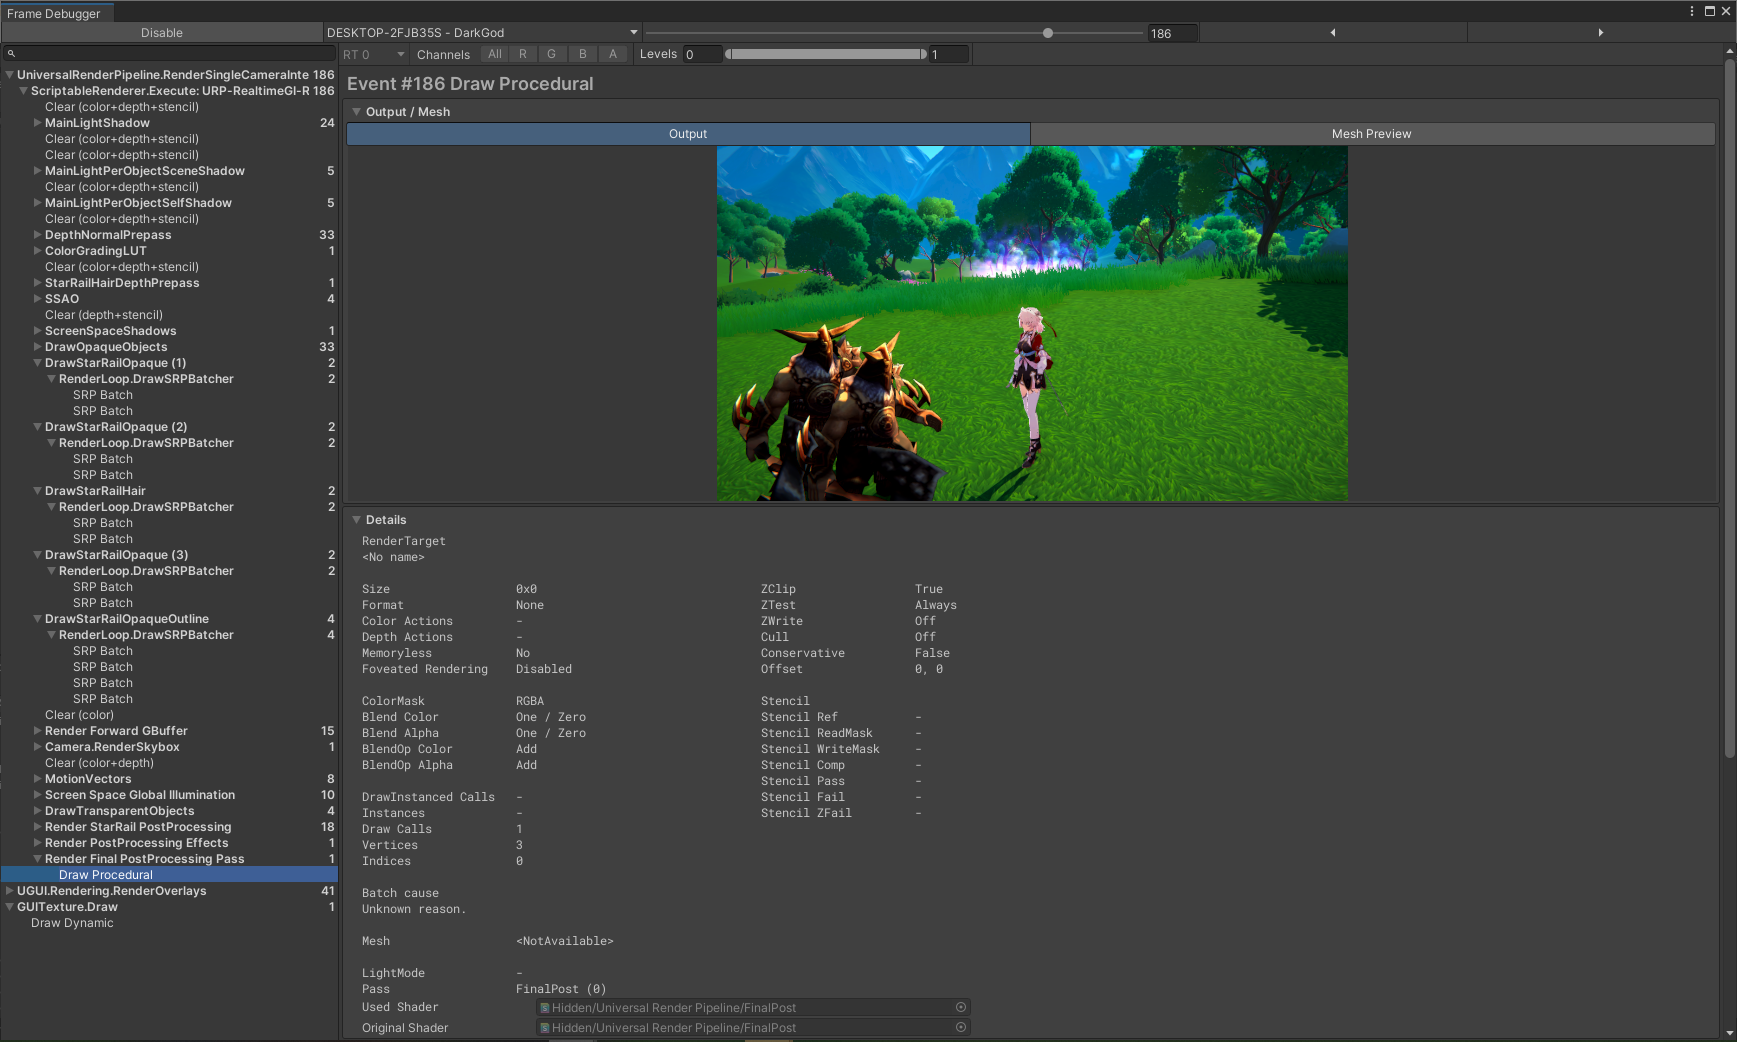 Frame Debugger
Disable
DESKTOP-2FJB35S - DarkGod
186
RT 0
Channels
All
R
G
B
A
Levels
0
1
UniversalRenderPipeline.RenderSingleCameraInte 186
ScriptableRenderer.Execute: URP-RealtimeGI-R 186
Clear (color+depth+stencil)
MainLightShadow 24
Clear (color+depth+stencil)
Clear (color+depth+stencil)
MainLightPerObjectSceneShadow 5
Clear (color+depth+stencil)
MainLightPerObjectSelfShadow 5
Clear (color+depth+stencil)
DepthNormalPrepass 33
ColorGradingLUT 1
Clear (color+depth+stencil)
StarRailHairDepthPrepass 1
SSAO 4
Clear (depth+stencil)
ScreenSpaceShadows 1
DrawOpaqueObjects 33
DrawStarRailOpaque (1) 2
RenderLoop.DrawSRPBatcher 2
SRP Batch
SRP Batch
DrawStarRailOpaque (2) 2
RenderLoop.DrawSRPBatcher 2
SRP Batch
SRP Batch
DrawStarRailHair 2
RenderLoop.DrawSRPBatcher 2
SRP Batch
SRP Batch
DrawStarRailOpaque (3) 2
RenderLoop.DrawSRPBatcher 2
SRP Batch
SRP Batch
DrawStarRailOpaqueOutline 4
RenderLoop.DrawSRPBatcher 4
SRP Batch
SRP Batch
SRP Batch
SRP Batch
Clear (color)
Render Forward GBuffer 15
Camera.RenderSkybox 1
Clear (color+depth)
MotionVectors 8
Screen Space Global Illumination 10
DrawTransparentObjects 4
Render StarRail PostProcessing 18
Render PostProcessing Effects 1
Render Final PostProcessing Pass 1
Draw Procedural
UGUI.Rendering.RenderOverlays 41
GUITexture.Draw 1
Draw Dynamic
Event #186 Draw Procedural
Output / Mesh
Output
Mesh Preview
Details
RenderTarget
<No name>
Size 0x0 ZClip True
Format None ZTest Always
Color Actions - ZWrite Off
Depth Actions - Cull Off
Memoryless No Conservative False
Foveated Rendering Disabled Offset 0, 0
ColorMask RGBA Stencil
Blend Color One / Zero Stencil Ref -
Blend Alpha One / Zero Stencil ReadMask -
BlendOp Color Add Stencil WriteMask -
BlendOp Alpha Add Stencil Comp -
Stencil Pass -
DrawInstanced Calls - Stencil Fail -
Instances - Stencil ZFail -
Draw Calls 1
Vertices 3
Indices 0
Batch cause
Unknown reason.
Mesh <NotAvailable>
LightMode -
Pass FinalPost (0)
Used Shader Hidden/Universal Render Pipeline/FinalPost
Original Shader Hidden/Universal Render Pipeline/FinalPost